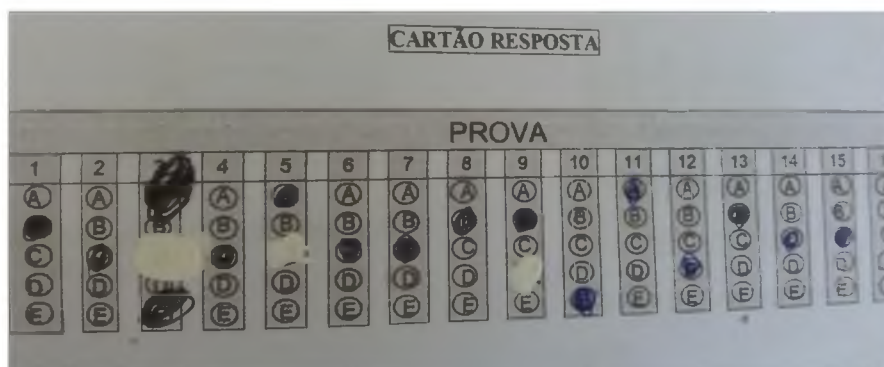 CARTÃO RESPOSTA
PROVA
1 2 4 5 6 7 8 9 10 11 12 13 14 15
A A A A A A A A A A A A A
B B B B B B B B B B B
C C C C C C C
D D D D D D D D D D D D
E E E E E E E E E E E E E